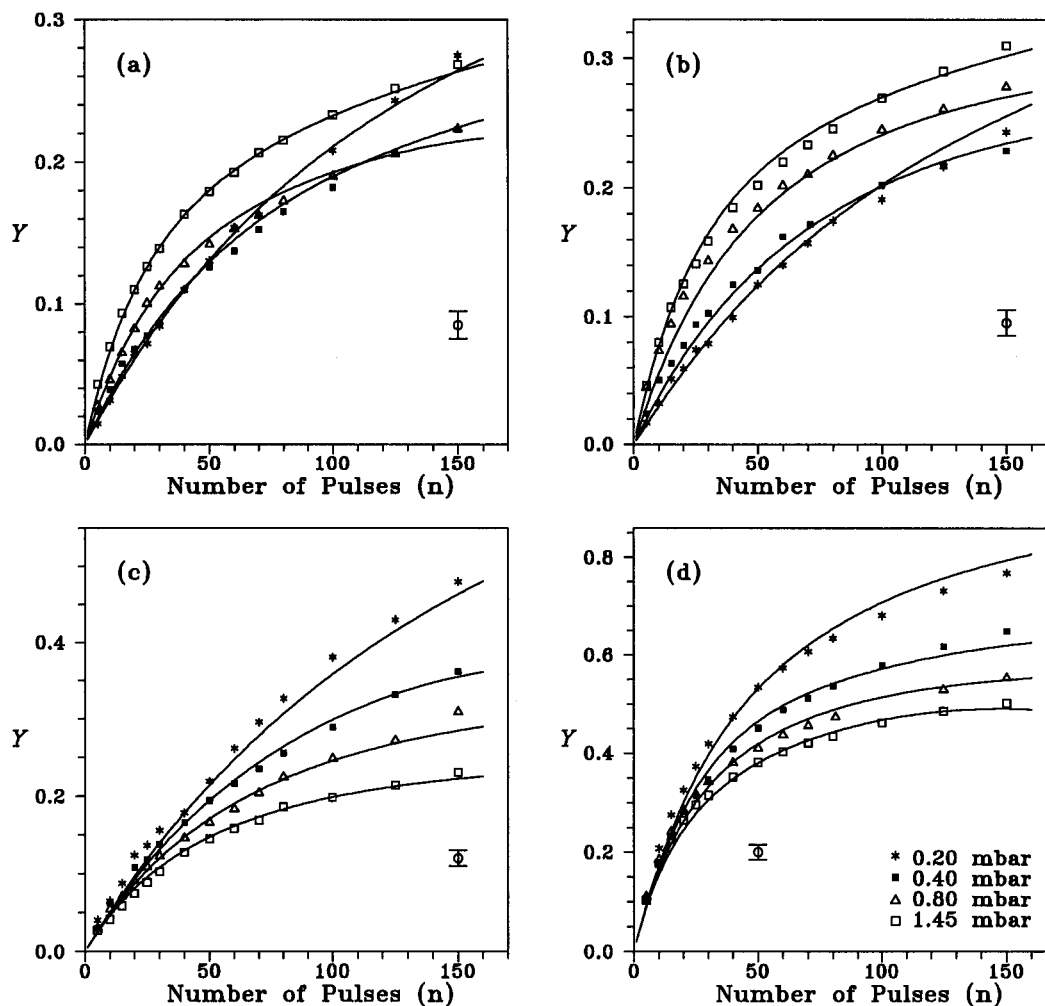 0.3
0.2
0.1
0.0
Y
(a)
0 50 100 150
Number of Pulses (n)
0.3
0.2
0.1
0.0
Y
(b)
0 50 100 150
Number of Pulses (n)
0.4
0.2
0.0
Y
(c)
0 50 100 150
Number of Pulses (n)
0.8
0.6
0.4
0.2
0.0
Y
(d)
0.20 mbar
0.40 mbar
0.80 mbar
1.45 mbar
0 50 100 150
Number of Pulses (n)